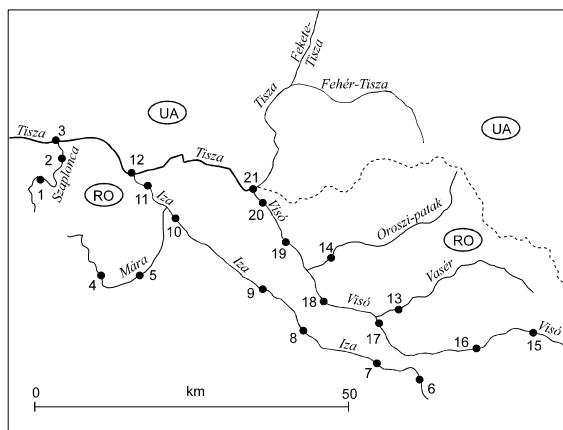 Fekete-
Tisza
Tisza
Fehér-Tisza
UA
UA
Tisza
3
2
1
Szaplonca
RO
12
11
Iza
10
Tisza
21
20
Visó
19
14
Oroszi-patak
RO
Mára
4
5
Iza
9
18
Visó
13
Vasér
17
8
Iza
7
6
16
15
Visó
0
km
50